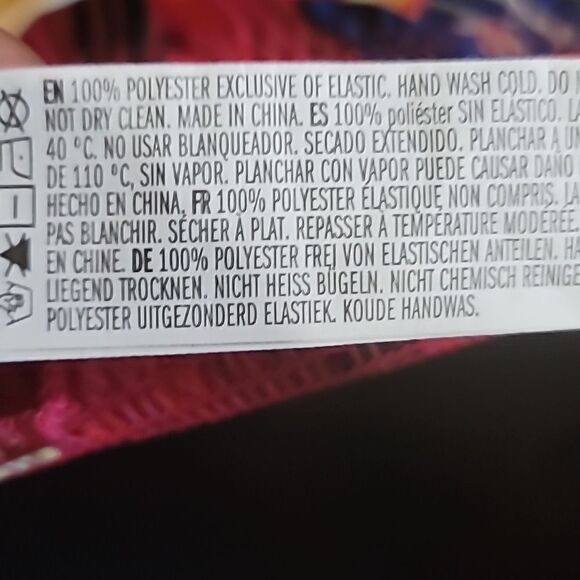 EN 100% POLYESTER EXCLUSIVE OF ELASTIC. HAND WASH COLD. DO
NOT DRY CLEAN. MADE IN CHINA. ES 100% poliéster SIN ELÁSTICO.
40 °C. NO USAR BLANQUEADOR. SECADO EXTENDIDO. PLANCHAR A
DE 110 °C, SIN VAPOR. PLANCHAR CON VAPOR PUEDE CAUSAR DAÑO
HECHO EN CHINA, FR 100% POLYESTER ÉLASTIQUE NON COMPRIS.
PAS BLANCHIR. SÉCHER À PLAT. REPASSER À TEMPÉRATURE MODÉRÉE.
EN CHINE. DE 100% POLYESTER FREI VON ELASTISCHEN ANTEILEN.
LIEGEND TROCKNEN. NICHT HEISS BÜGELN. NICHT CHEMISCH
POLYESTER UITGEZONDERD ELASTIEK. KOUDE HANDWAS.